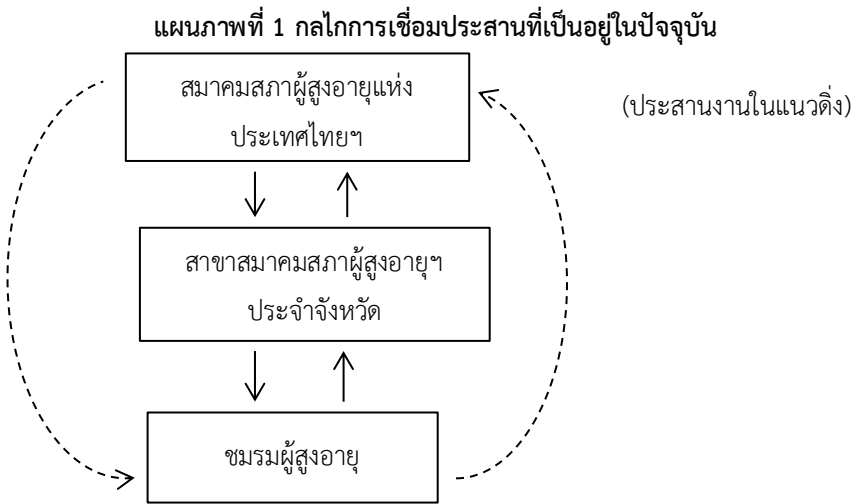 แผนภาพที่ 1 กลไกการเชื่อมประสานที่เป็นอยู่ในปัจจุบัน
สมาคมสภาผู้สูงอายุแห่ง
ประเทศไทยฯ
(ประสานงานในแนวดิ่ง)
สาขาสมาคมสภาผู้สูงอายุฯ
ประจำจังหวัด
ชมรมผู้สูงอายุ